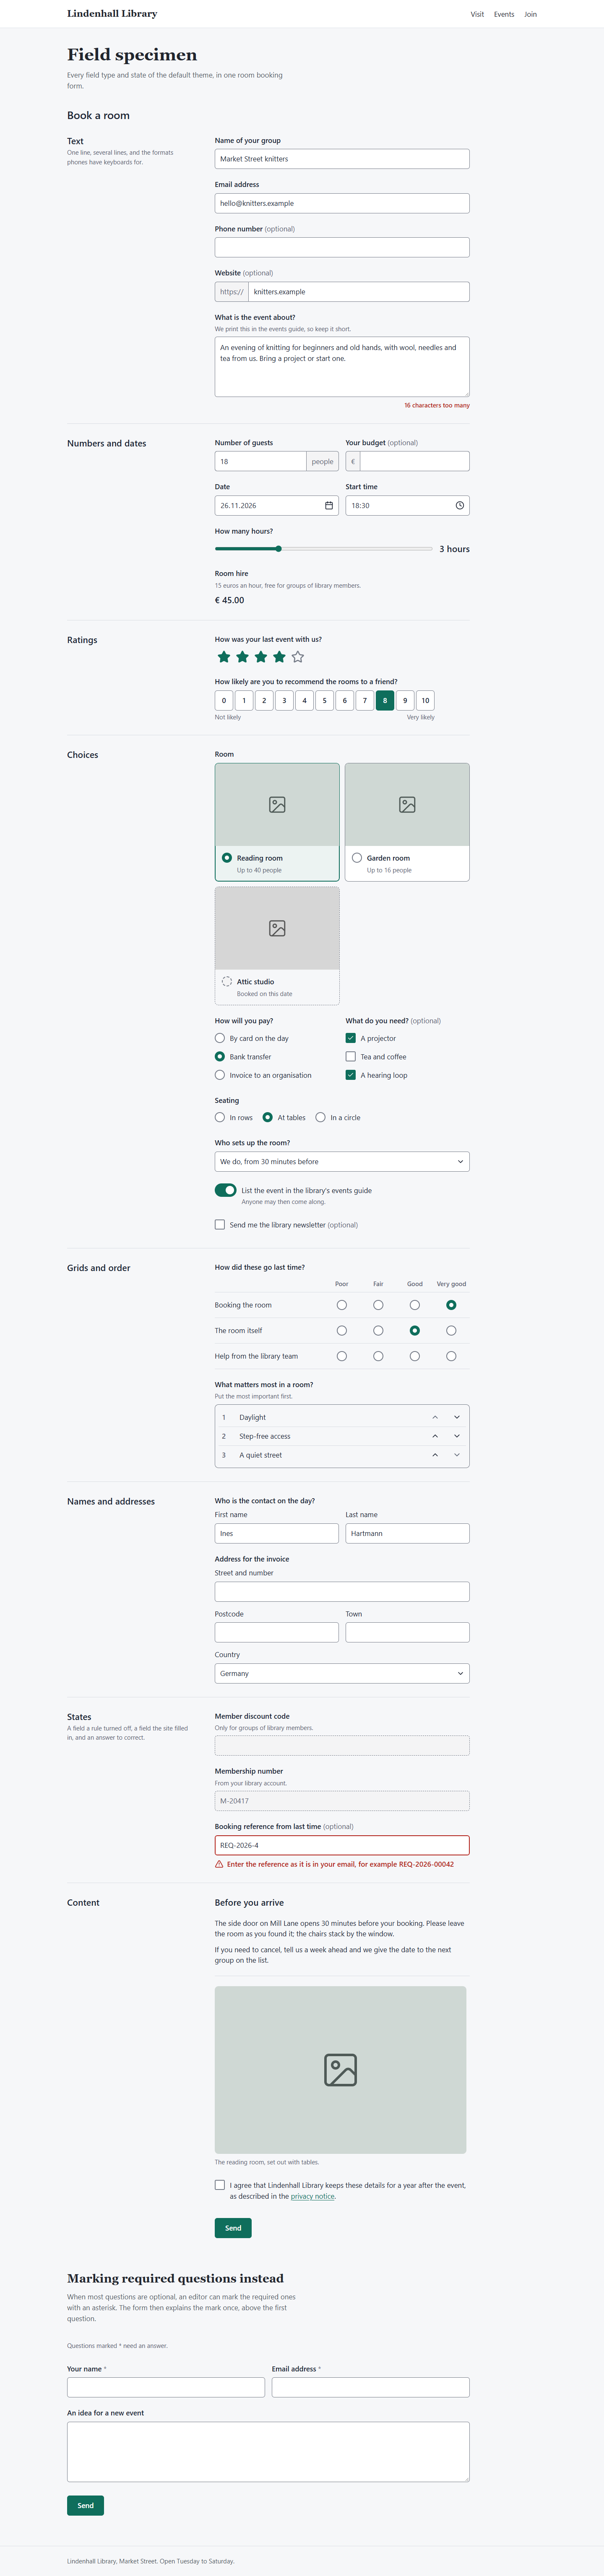 Lindenhall Library
Visit Events Join
Field specimen
Every field type and state of the default theme, in one room booking
form.
Book a room
Text
One line, several lines, and the formats
phones have keyboards for.
Name of your group
Market Street knitters
Email address
hello@knitters.example
Phone number (optional)
Website (optional)
https:// knitters.example
What is the event about?
We print this in the events guide, so keep it short.
An evening of knitting for beginners and old hands, with wool, needles and
tea from us. Bring a project or start one.
16 characters too many
Numbers and dates
Number of guests
18 people
Your budget (optional)
€
Date
26.11.2026
Start time
18:30
How many hours?
3 hours
Room hire
15 euros an hour, free for groups of library members.
€ 45.00
Ratings
How was your last event with us?
How likely are you to recommend the rooms to a friend?
0 1 2 3 4 5 6 7 8 9 10
Not likely Very likely
Choices
Room
Reading room
Up to 40 people
Garden room
Up to 16 people
Attic studio
Booked on this date
How will you pay?
By card on the day
Bank transfer
Invoice to an organisation
What do you need? (optional)
A projector
Tea and coffee
A hearing loop
Seating
In rows At tables In a circle
Who sets up the room?
We do, from 30 minutes before
List the event in the library's events guide
Anyone may then come along.
Send me the library newsletter (optional)
Grids and order
How did these go last time?
Poor Fair Good Very good
Booking the room
The room itself
Help from the library team
What matters most in a room?
Put the most important first.
1 Daylight
2 Step-free access
3 A quiet street
Names and addresses
Who is the contact on the day?
First name
Ines
Last name
Hartmann
Address for the invoice
Street and number
Postcode
Town
Country
Germany
States
A field a rule turned off, a field the site filled
in, and an answer to correct.
Member discount code
Only for groups of library members.
Membership number
From your library account.
M-20417
Booking reference from last time (optional)
REQ-2026-4
Enter the reference as it is in your email, for example REQ-2026-00042
Content
Before you arrive
The side door on Mill Lane opens 30 minutes before your booking. Please leave
the room as you found it; the chairs stack by the window.
If you need to cancel, tell us a week ahead and we give the date to the next
group on the list.
The reading room, set out with tables.
I agree that Lindenhall Library keeps these details for a year after the event,
as described in the privacy notice.
Send
Marking required questions instead
When most questions are optional, an editor can mark the required ones
with an asterisk. The form then explains the mark once, above the first
question.
Questions marked * need an answer.
Your name *
Email address *
An idea for a new event
Send
Lindenhall Library, Market Street. Open Tuesday to Saturday.